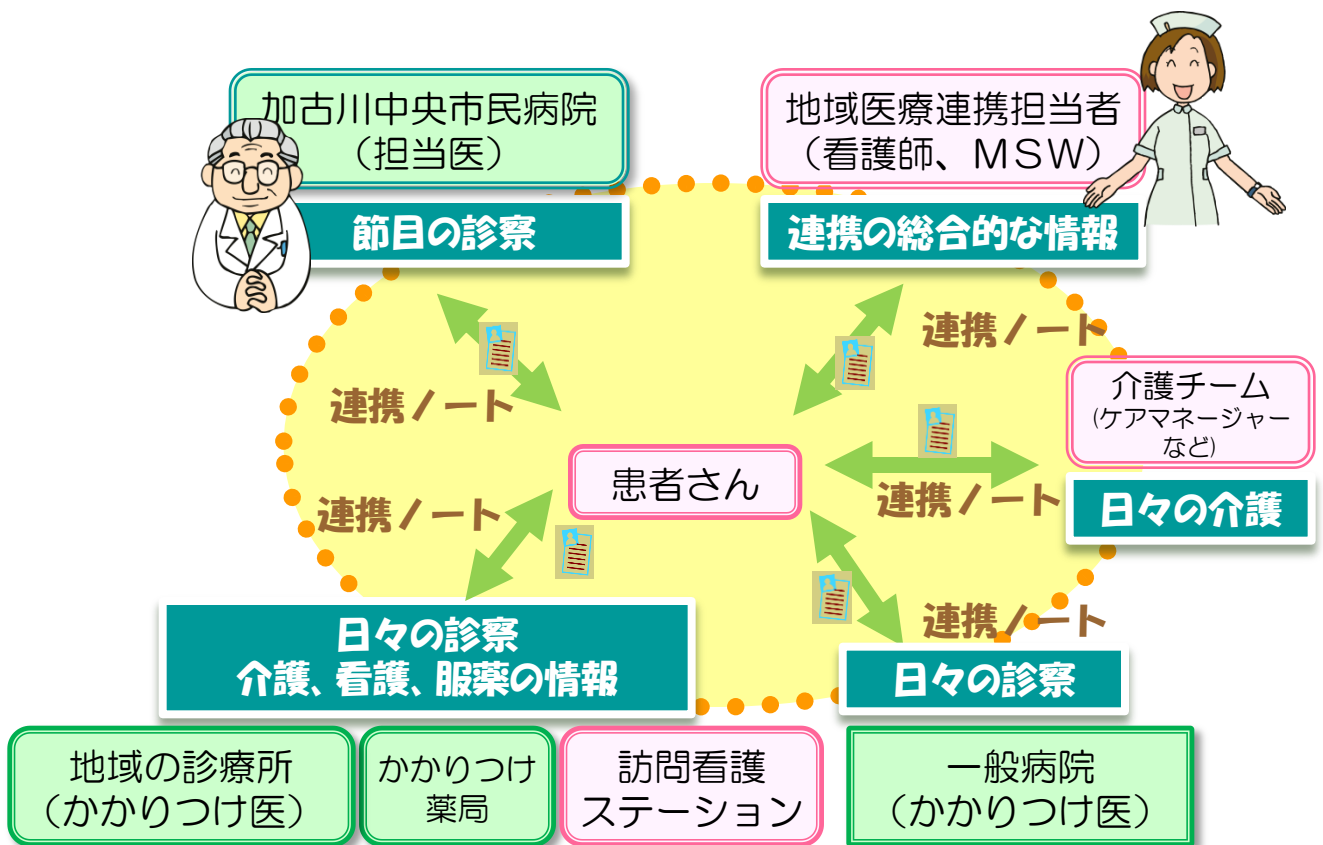 加古川中央市民病院
（担当医）
節目の診察
地域医療連携担当者
（看護師、ＭＳＷ）
連携の総合的な情報
連携ノート
連携ノート
介護チーム
(ケアマネージャー
など)
日々の介護
患者さん
連携ノート
連携ノート
連携ノート
日々の診察
介護、看護、服薬の情報
日々の診察
地域の診療所
（かかりつけ医）
かかりつけ
薬局
訪問看護
ステーション
一般病院
（かかりつけ医）